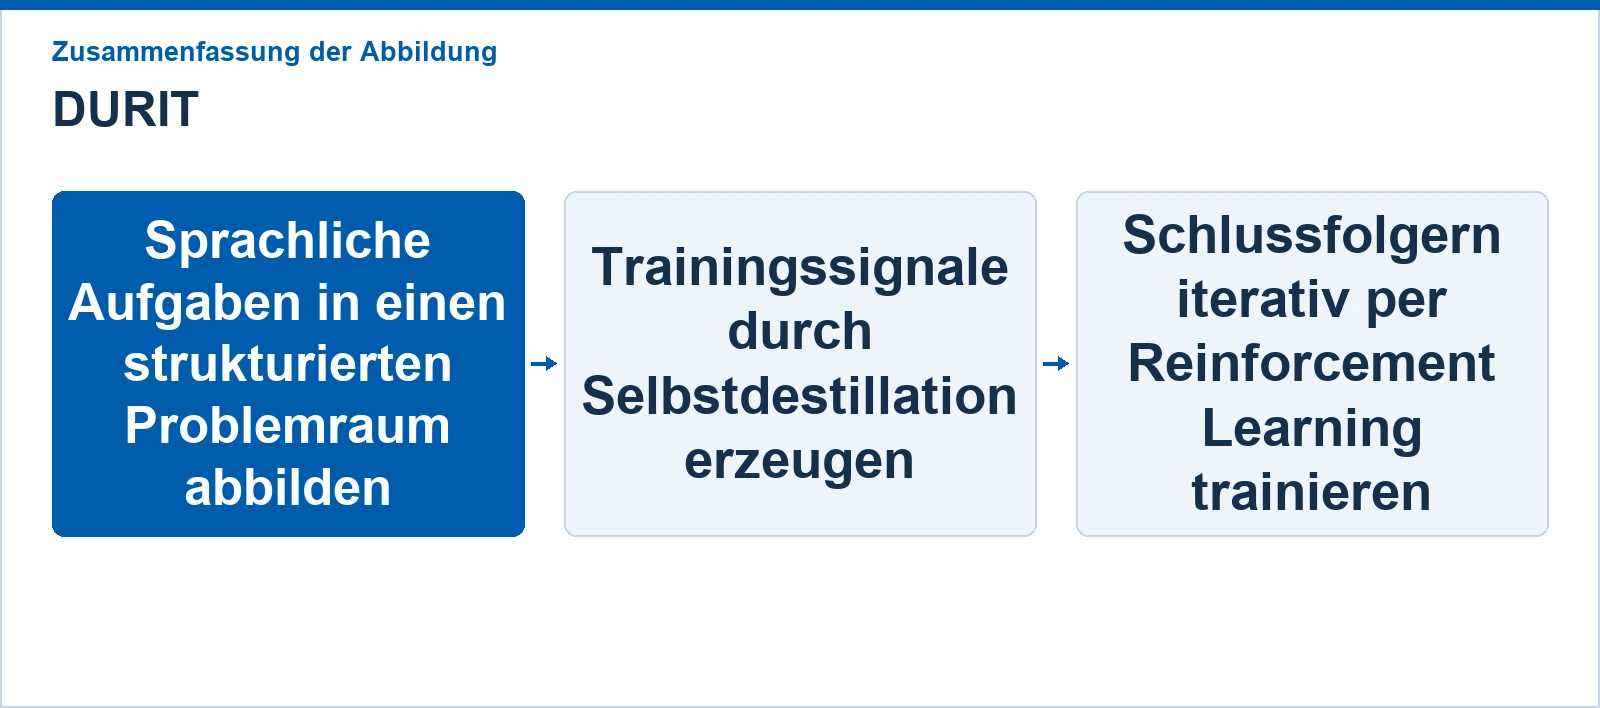 Zusammenfassung der Abbildung
DURIT
Sprachliche
Aufgaben in einen
strukturierten
Problemraum
abbilden
Trainingssignale
durch
Selbstdestillation
erzeugen
Schlussfolgern
iterativ per
Reinforcement
Learning
trainieren